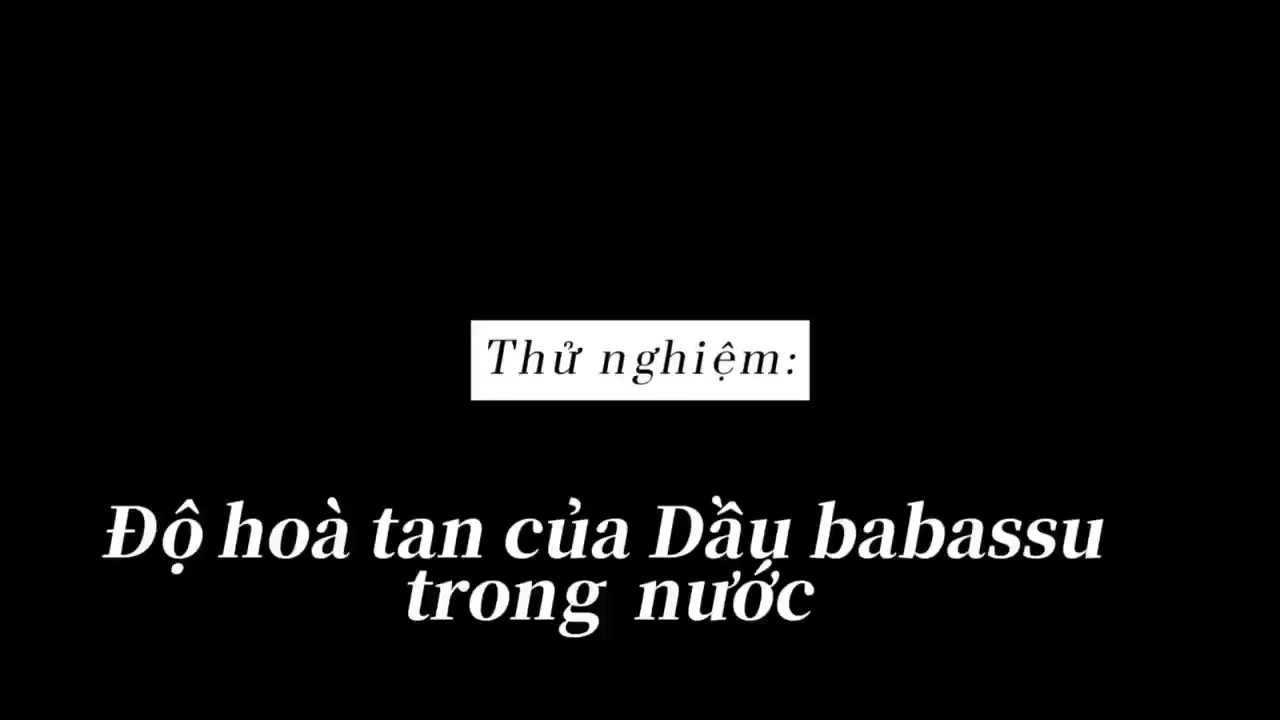 Thử nghiệm:
Độ hoà tan của Dầu babassu
trong nước